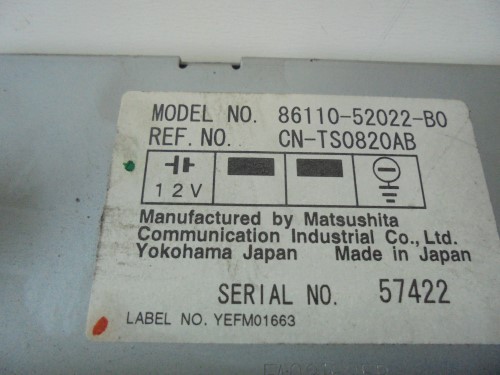 MODEL NO. 86110-52022-B0
REF. NO. CN-TS0820AB
12V
Manufactured by Matsushita
Communication Industrial Co., Ltd.
Yokohama Japan Made in Japan
SERIAL NO. 57422
LABEL NO. YEFM01663